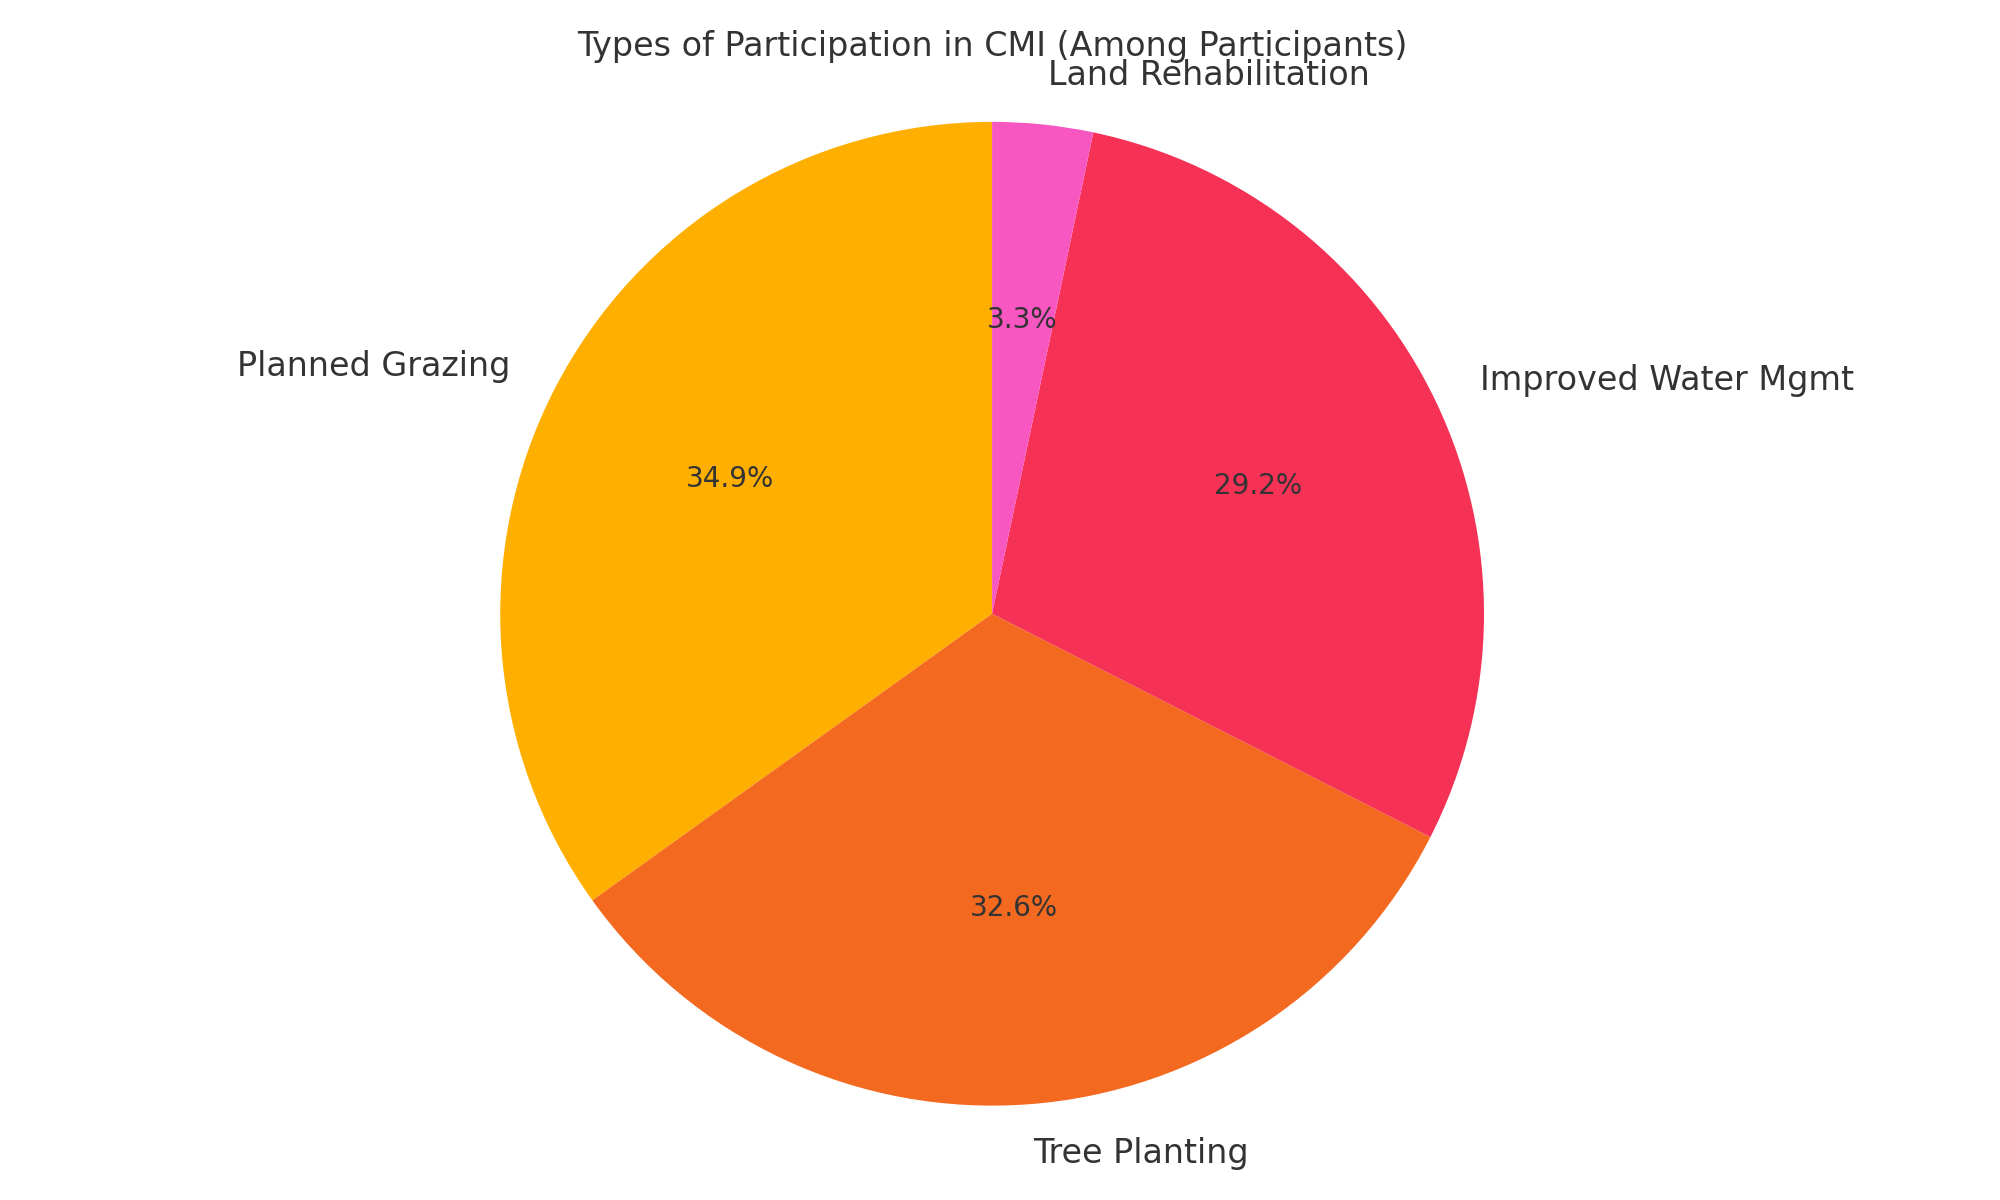 Types of Participation in CMI (Among Participants)
Land Rehabilitation
3.3%
Planned Grazing
Improved Water Mgmt
34.9%
29.2%
32.6%
Tree Planting